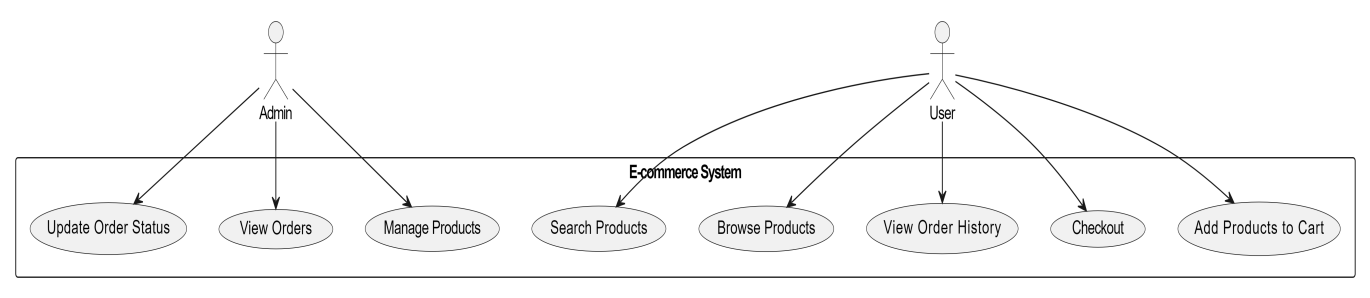 Admin
User
E-commerce System
Update Order Status
View Orders
Manage Products
Search Products
Browse Products
View Order History
Checkout
Add Products to Cart